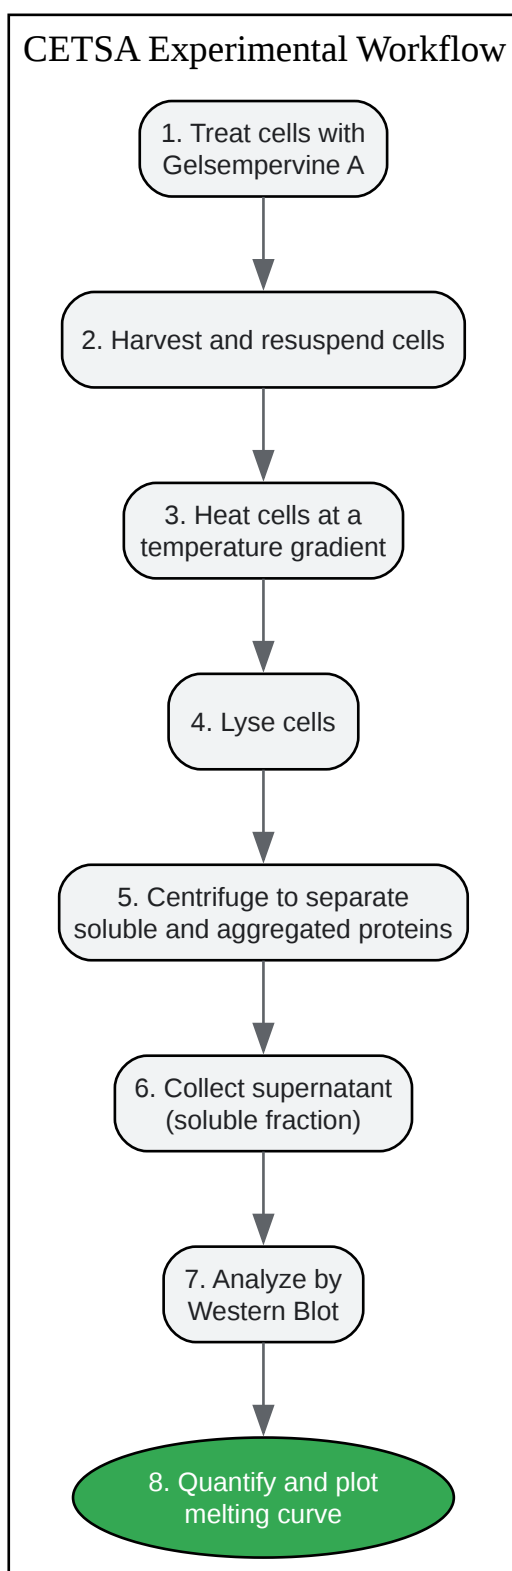 CETSA Experimental Workflow
1. Treat cells with
Gelsempervine A
2. Harvest and resuspend cells
3. Heat cells at a
temperature gradient
4. Lyse cells
5. Centrifuge to separate
soluble and aggregated proteins
6. Collect supernatant
(soluble fraction)
7. Analyze by
Western Blot
8. Quantify and plot
melting curve